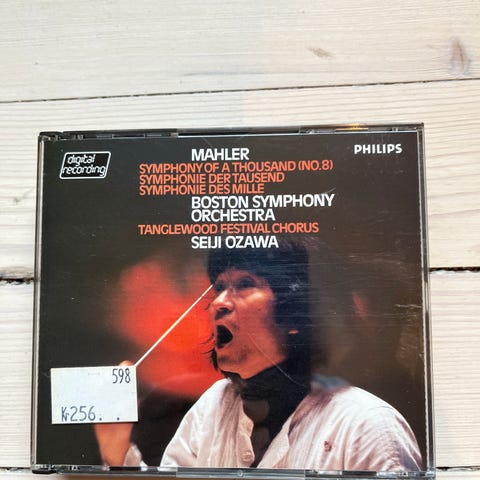 digital
recording
MAHLER
PHILIPS
SYMPHONY OF A THOUSAND (NO.8)
SYMPHONIE DER TAUSEND
SYMPHONIE DES MILLE
BOSTON SYMPHONY
ORCHESTRA
TANGLEWOOD FESTIVAL CHORUS
SEIJI OZAWA
598
Kr256..